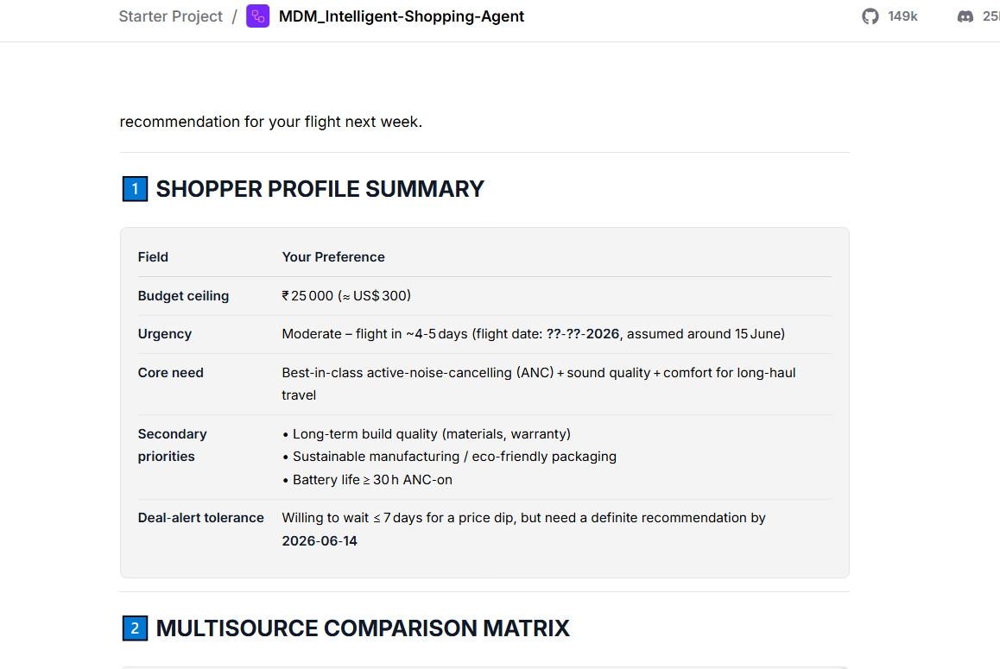 Starter Project / MDM_Intelligent-Shopping-Agent 149k
recommendation for your flight next week.
1 SHOPPER PROFILE SUMMARY
Field Your Preference
Budget ceiling ₹ 25 000 (≈ US$ 300)
Urgency Moderate – flight in ~4-5 days (flight date: ??-??-2026, assumed around 15 June)
Core need Best-in-class active-noise-cancelling (ANC) + sound quality + comfort for long-haul
travel
Secondary • Long-term build quality (materials, warranty)
priorities • Sustainable manufacturing / eco-friendly packaging
• Battery life ≥ 30 h ANC-on
Deal-alert tolerance Willing to wait ≤ 7 days for a price dip, but need a definite recommendation by
2026-06-14
2 MULTISOURCE COMPARISON MATRIX